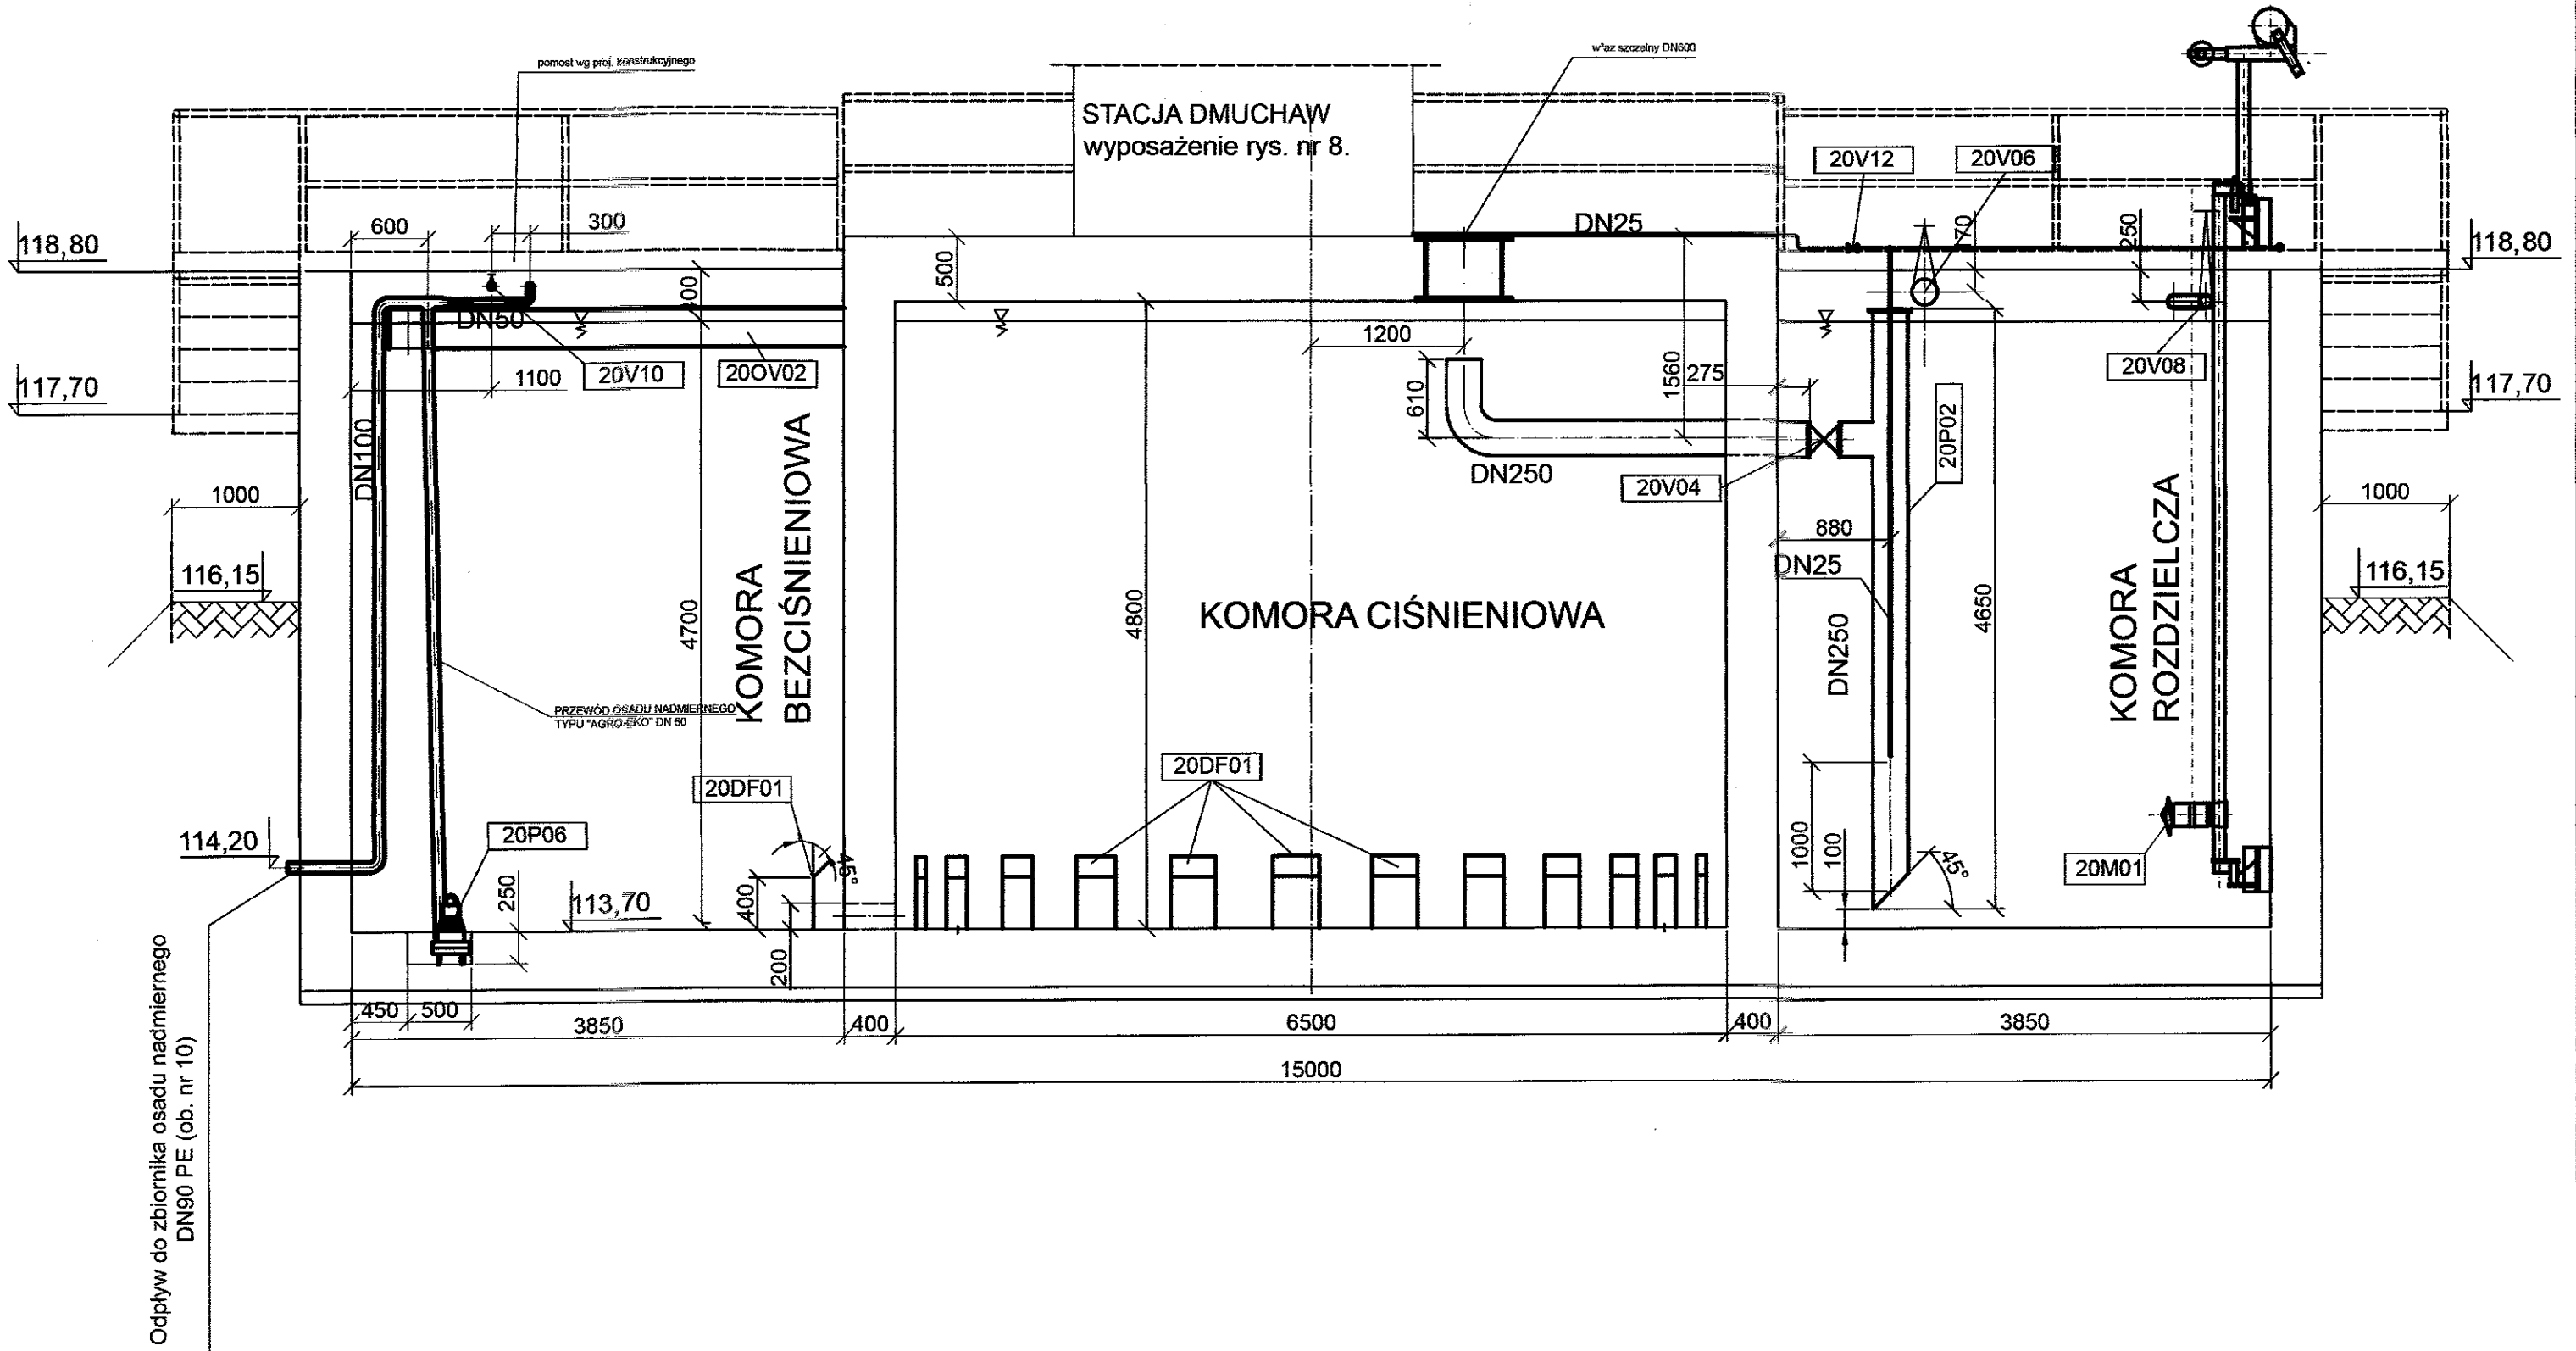 pomost wg proj. konstrukcyjnego
w³az szczelny DN600
STACJA DMUCHAW
wyposażenie rys. nr 8.
20V12
20V06
600
300
DN25
118,80
118,80
500
250
DN50
20V10
20OV02
1100
1200
1560
275
610
20V08
117,70
117,70
DN100
DN250
20V04
20P02
1000
1000
880
DN25
116,15
116,15
KOMORA
BEZCIŚNIENIOWA
KOMORA CIŚNIENIOWA
KOMORA
ROZDZIELCZA
4700
4800
4650
DN250
PRZEWÓD OSADU NADMIERNEGO
TYPU "AGRO-EKO" DN 50
20DF01
20DF01
114,20
20P06
250
113,70
400
45°
200
1000
100
45°
20M01
450
500
3850
400
6500
400
3850
15000
Odpływ do zbiornika osadu nadmiernego
DN90 PE (ob. nr 10)